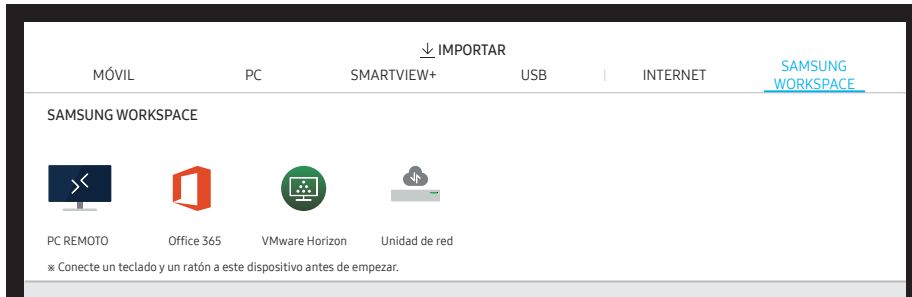 IMPORTAR
MÓVIL PC SMARTVIEW+ USB INTERNET SAMSUNG WORKSPACE
SAMSUNG WORKSPACE
PC REMOTO Office 365 VMware Horizon Unidad de red
※ Conecte un teclado y un ratón a este dispositivo antes de empezar.